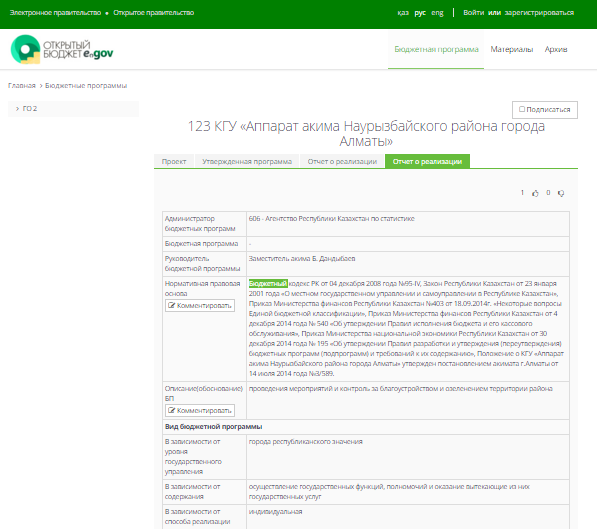 Электронное правительство • Открытое правительство
қаз рус eng | Войти или зарегистрироваться
ОТКРЫТЫЙ
БЮДЖЕТ egov
Бюджетная программа Материалы Архив
Главная > Бюджетные программы
> ГО 2
Подписаться
123 КГУ «Аппарат акима Наурызбайского района города
Алматы»
Проект Утвержденная программа Отчет о реализации Отчет о реализации
1 0
Администратор
бюджетных программ
606 - Агентство Республики Казахстан по статистике
Бюджетная программа
-
Руководитель
бюджетной программы
Заместитель акима Б. Дандыбаев
Нормативная правовая
основа
Комментировать
Бюджетный кодекс РК от 04 декабря 2008 года №95-IV, Закон Республики Казахстан от 23 января
2001 года «О местном государственном управлении и самоуправлении в Республике Казахстан»,
Приказ Министерства финансов Республики Казахстан №403 от 18.09.2014г. «Некоторые вопросы
Единой бюджетной классификации», Приказ Министерства финансов Республики Казахстан от 4
декабря 2014 года № 540 «Об утверждении Правил исполнения бюджета и его кассового
обслуживания», Приказ Министерства национальной экономики Республики Казахстан от 30
декабря 2014 года № 195 «Об утверждении Правил разработки и утверждения (переутверждения)
бюджетных программ (подпрограмм) и требований к их содержанию», Положение о КГУ «Аппарат
акима Наурызбайского района города Алматы» утвержден постановлением акимата г.Алматы от
14 июля 2014 года №3/589.
Описание(обоснование)
БП
Комментировать
проведения мероприятий и контроль за благоустройством и озеленением территории района
Вид бюджетной программы
В зависимости от
уровня
государственного
управления
города республиканского значения
В зависимости от
содержания
осуществление государственных функций, полномочий и оказание вытекающие из них
государственных услуг
В зависимости от
способа реализации
индивидуальная